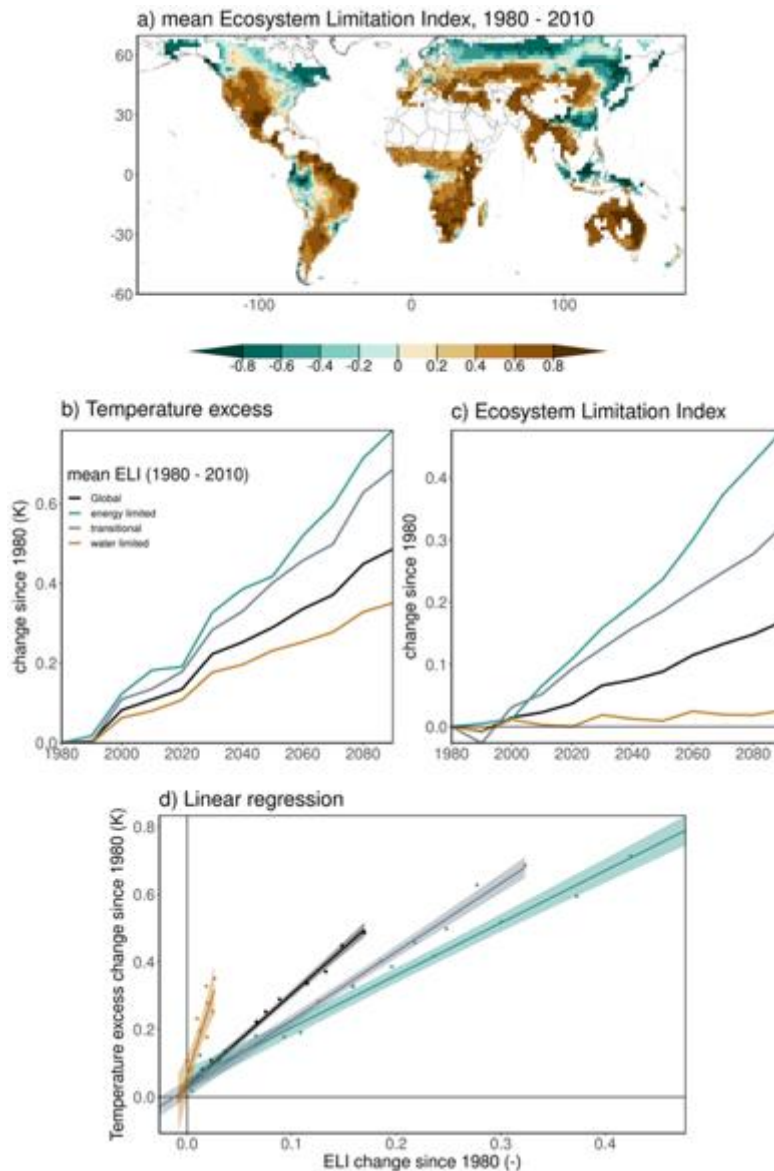 a) mean Ecosystem Limitation Index, 1980 - 2010
60
30
0
-30
-60
-100 0 100
-0.8 -0.6 -0.4 -0.2 0 0.2 0.4 0.6 0.8
b) Temperature excess
mean ELI (1980 - 2010)
Global
energy limited
transitional
water limited
change since 1980 (K)
0.6
0.4
0.2
0.0
1980 2000 2020 2040 2060 2080
c) Ecosystem Limitation Index
change since 1980
0.4
0.3
0.2
0.1
0.0
1980 2000 2020 2040 2060 2080
d) Linear regression
Temperature excess change since 1980 (K)
0.8
0.6
0.4
0.2
0.0
0.0 0.1 0.2 0.3 0.4
ELI change since 1980 (-)